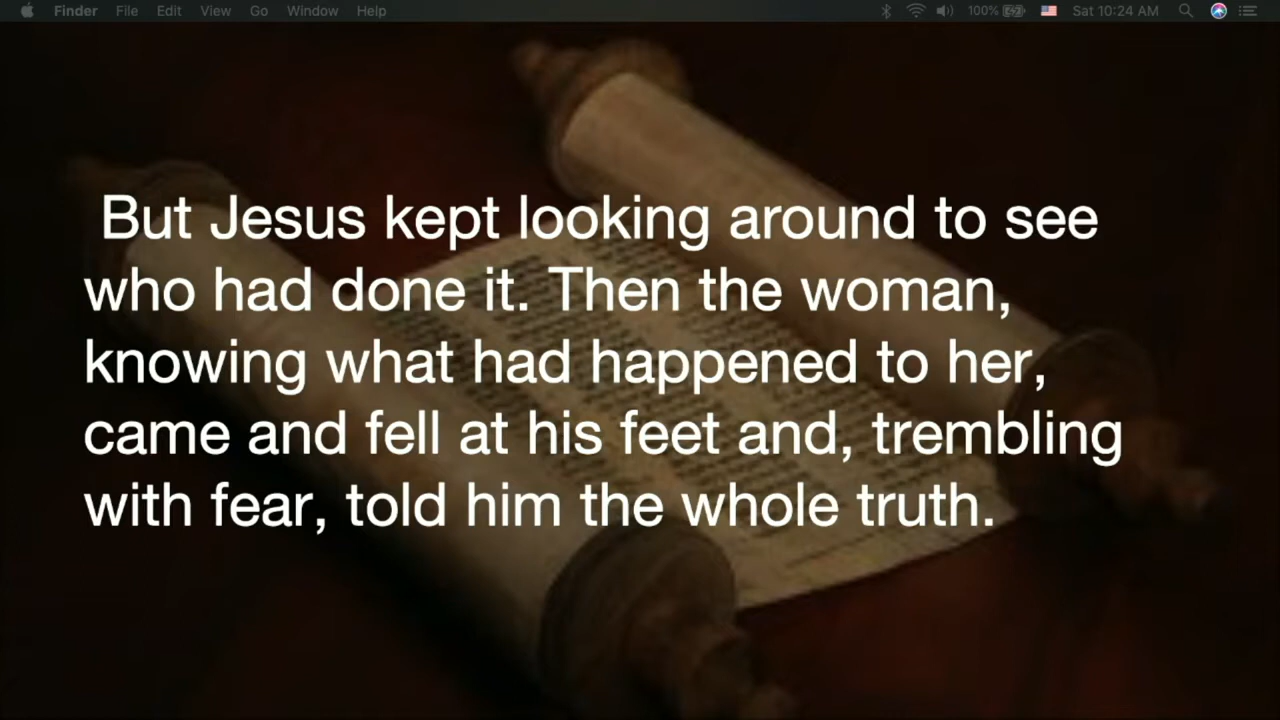 Finder File Edit View Go Window Help 100% Sat 10:24 AM
But Jesus kept looking around to see
who had done it. Then the woman,
knowing what had happened to her,
came and fell at his feet and, trembling
with fear, told him the whole truth.